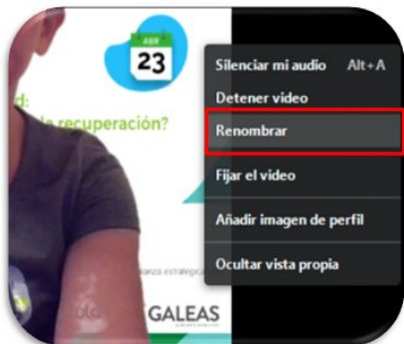 ABR
23
d:
la recuperación?
Silenciar mi audio Alt+A
Detener video
Renombrar
Fijar el video
Añadir imagen de perfil
Ocultar vista propia
estratégica
GALEAS